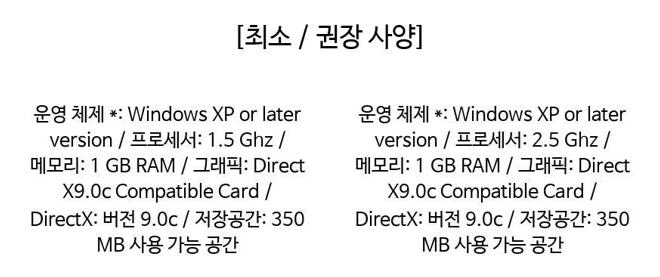 [최소 / 권장 사양]
운영 체제 *: Windows XP or later
version / 프로세서: 1.5 Ghz /
메모리: 1 GB RAM / 그래픽: Direct
X9.0c Compatible Card /
DirectX: 버전 9.0c / 저장공간: 350
MB 사용 가능 공간
운영 체제 *: Windows XP or later
version / 프로세서: 2.5 Ghz /
메모리: 1 GB RAM / 그래픽: Direct
X9.0c Compatible Card /
DirectX: 버전 9.0c / 저장공간: 350
MB 사용 가능 공간